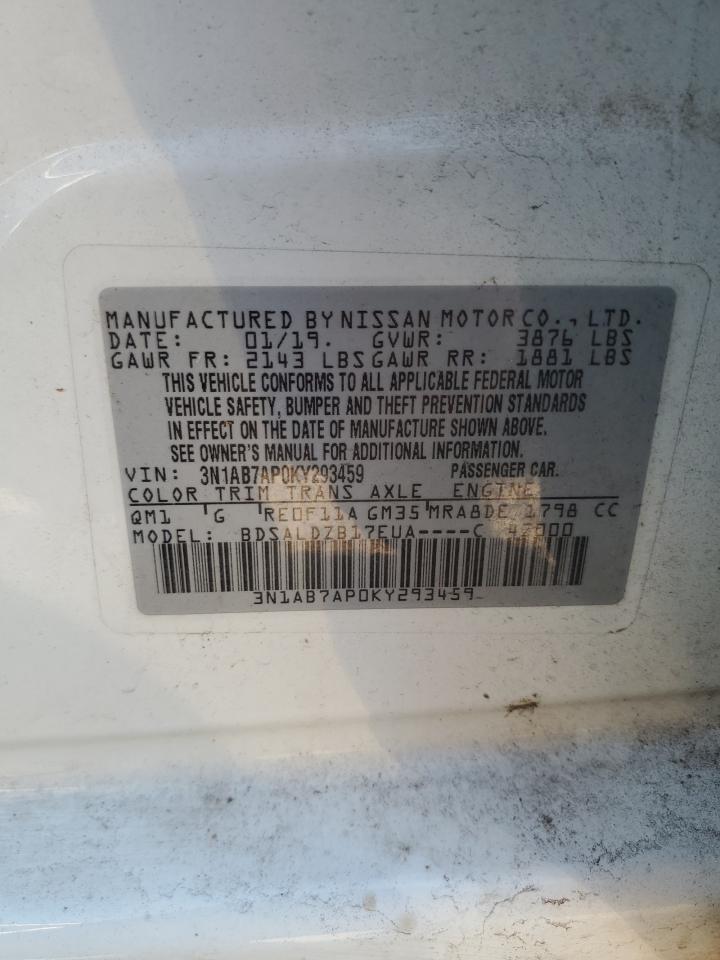 MANUFACTURED BY NISSAN MOTOR CO., LTD.
DATE: 01/19. GVWR: 3876 LBS
GAWR FR: 2143 LBS GAWR RR: 1881 LBS
THIS VEHICLE CONFORMS TO ALL APPLICABLE FEDERAL MOTOR
VEHICLE SAFETY, BUMPER AND THEFT PREVENTION STANDARDS
IN EFFECT ON THE DATE OF MANUFACTURE SHOWN ABOVE.
SEE OWNER'S MANUAL FOR ADDITIONAL INFORMATION.
VIN: 3N1AB7AP0KY293459 PASSENGER CAR.
COLOR TRIM TRANS AXLE ENGINE
QM1 G RE0F11A GM35 MRA8DE 1798 CC
MODEL: BDSALDZB17EUA----C
3N1AB7AP0KY293459